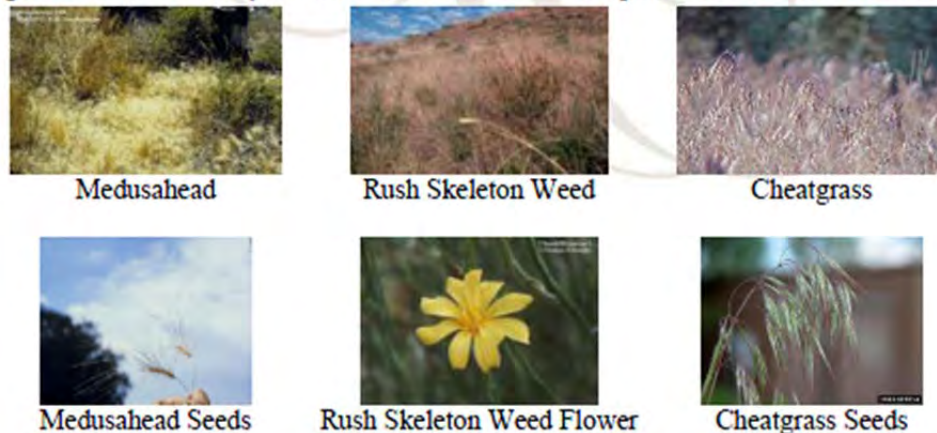 Medusahead
Rush Skeleton Weed
Cheatgrass
Medusahead Seeds
Rush Skeleton Weed Flower
Cheatgrass Seeds